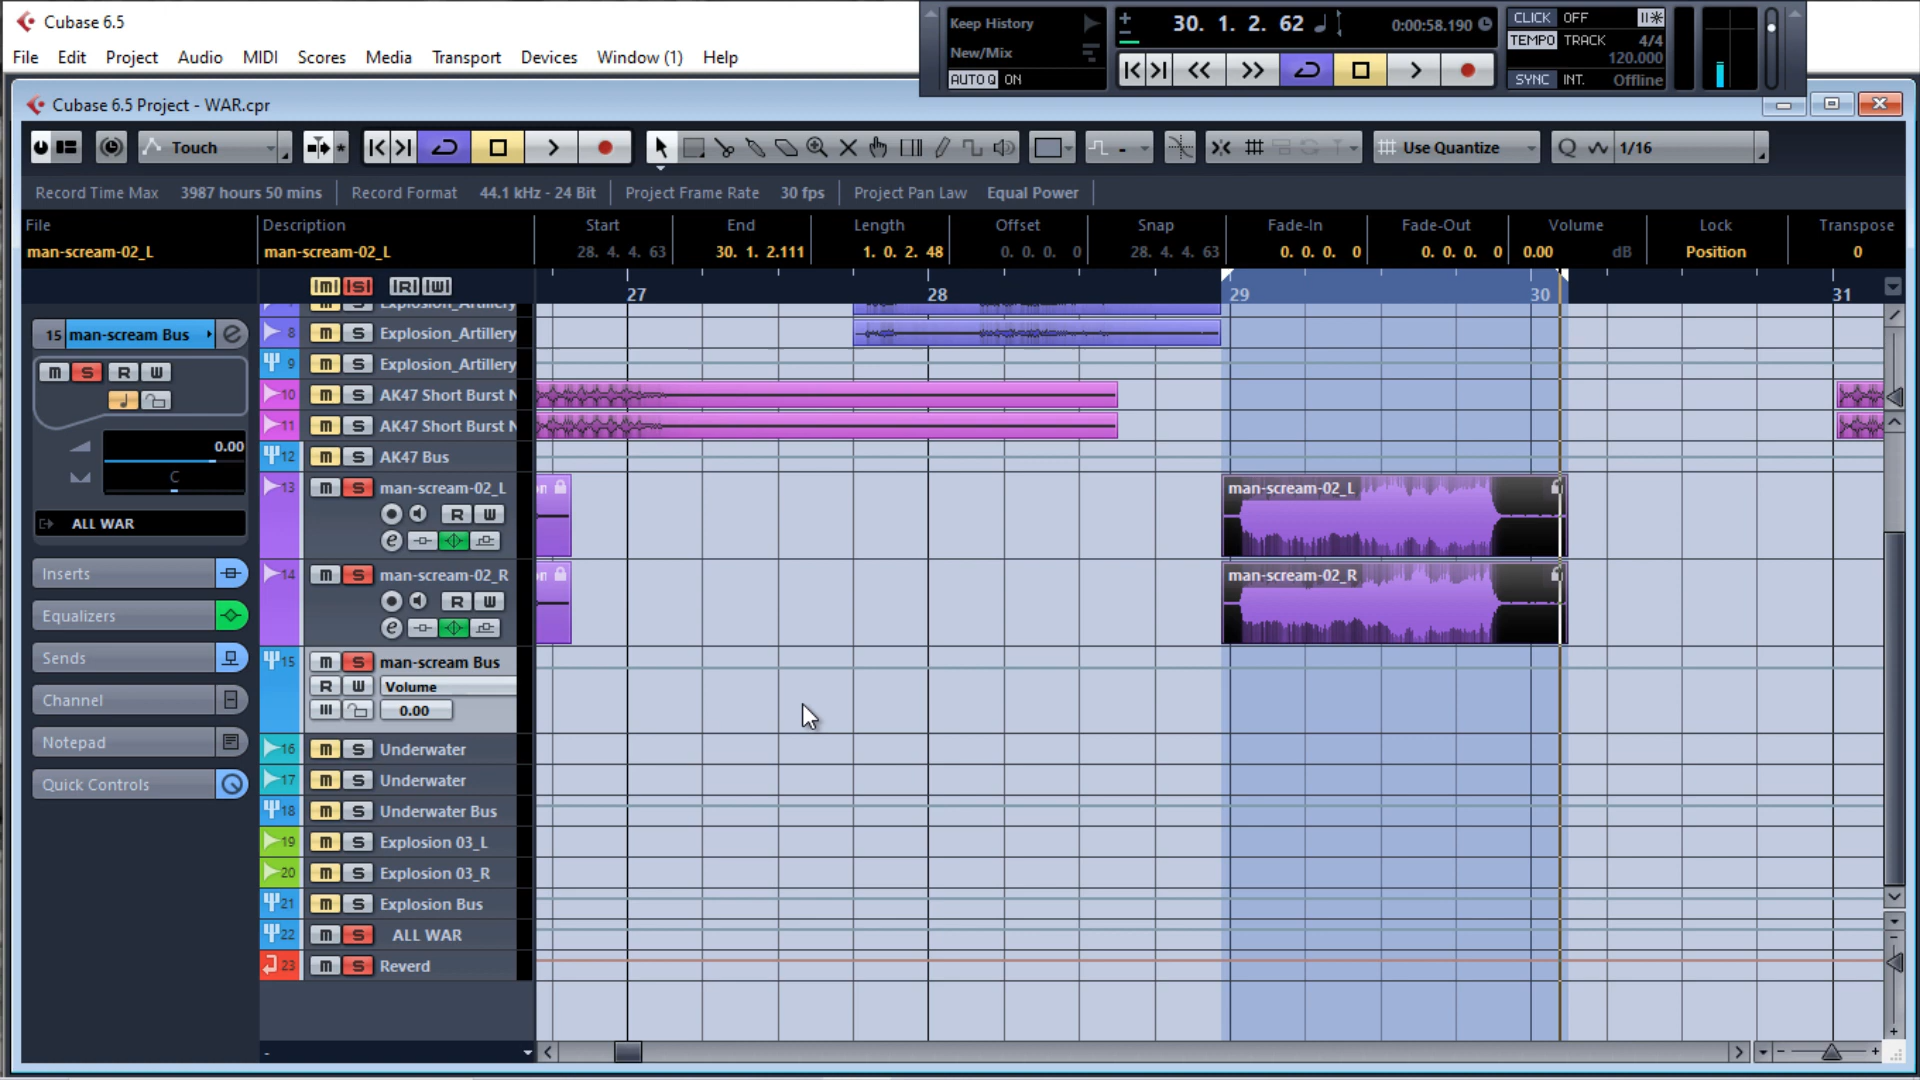 Cubase 6.5
File Edit Project Audio MIDI Scores Media Transport Devices Window (1) Help
Keep History
New/Mix
AUTO Q ON
30. 1. 2. 62
0:00:58.190
CLICK OFF
TEMPO TRACK 4/4
120.000
SYNC INT. Offline
Cubase 6.5 Project - WAR.cpr
Touch
Use Quantize
1/16
Record Time Max 3987 hours 50 mins Record Format 44.1 kHz - 24 Bit Project Frame Rate 30 fps Project Pan Law Equal Power
File Description Start End Length Offset Snap Fade-In Fade-Out Volume Lock Transpose
man-scream-02_L man-scream-02_L 28. 4. 4. 63 30. 1. 2.111 1. 0. 2. 48 0. 0. 0. 0 28. 4. 4. 63 0. 0. 0. 0 0. 0. 0. 0 0.00 dB Position 0
m S R W
27 28 29 30 31
15 man-scream Bus e
M S R W
0.00
C
ALL WAR
Inserts
Equalizers
Sends
Channel
Notepad
Quick Controls
Explosion_Artillery
8 m S Explosion_Artillery
9 m S Explosion_Artillery
10 m S AK47 Short Burst
11 m S AK47 Short Burst
12 m S AK47 Bus
13 m S man-scream-02_L
R W
e
14 m S man-scream-02_R
R W
e
15 m S man-scream Bus
R W Volume
0.00
16 m S Underwater
17 m S Underwater
18 m S Underwater Bus
19 m S Explosion 03_L
20 m S Explosion 03_R
21 m S Explosion Bus
22 m S ALL WAR
23 m S Reverd
man-scream-02_L
man-scream-02_R